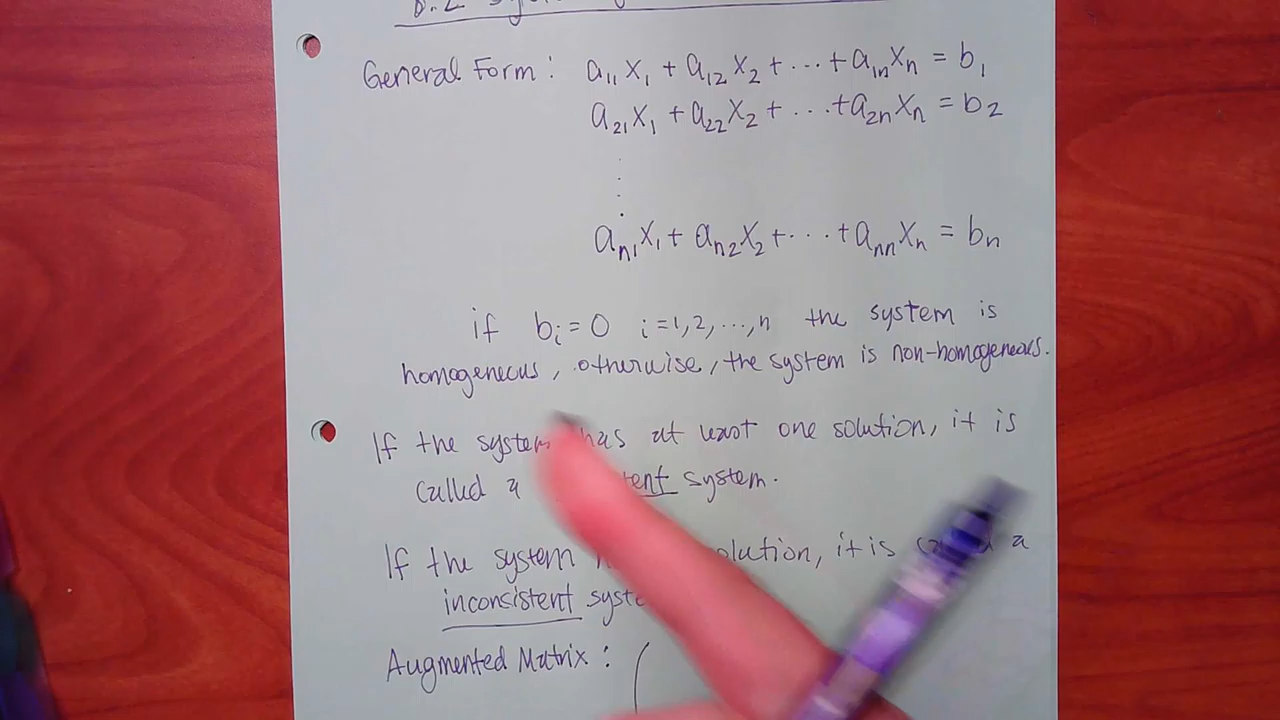 General Form: a₁₁x₁ + a₁₂x₂ + ... + a₁ₙxₙ = b₁
a₂₁x₁ + a₂₂x₂ + ... + a₂ₙxₙ = b₂
aₙ₁x₁ + aₙ₂x₂ + ... + aₙₙxₙ = bₙ
if bᵢ = 0 i = 1, 2, ..., n the system is
homogeneous, otherwise, the system is non-homogeneous.
If the system has at least one solution, it is
called a system.
If the system it is a
inconsistent
Augmented Matrix: (